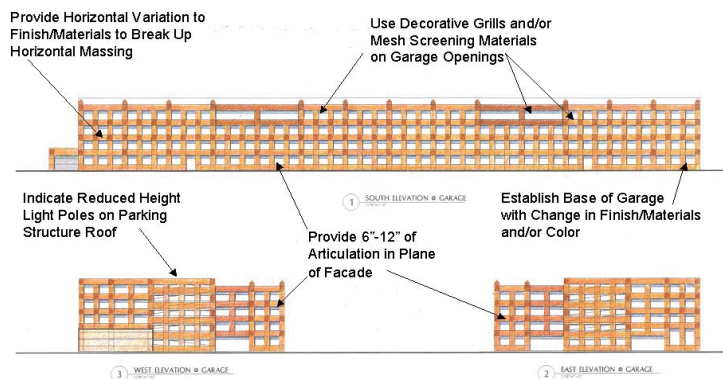 Provide Horizontal Variation to
Finish/Materials to Break Up
Horizontal Massing
Use Decorative Grills and/or
Mesh Screening Materials
on Garage Openings
1 SOUTH ELEVATION @ GARAGE
Indicate Reduced Height
Light Poles on Parking
Structure Roof
Provide 6"-12" of
Articulation in Plane
of Facade
Establish Base of Garage
with Change in Finish/Materials
and/or Color
3 WEST ELEVATION @ GARAGE
2 EAST ELEVATION @ GARAGE